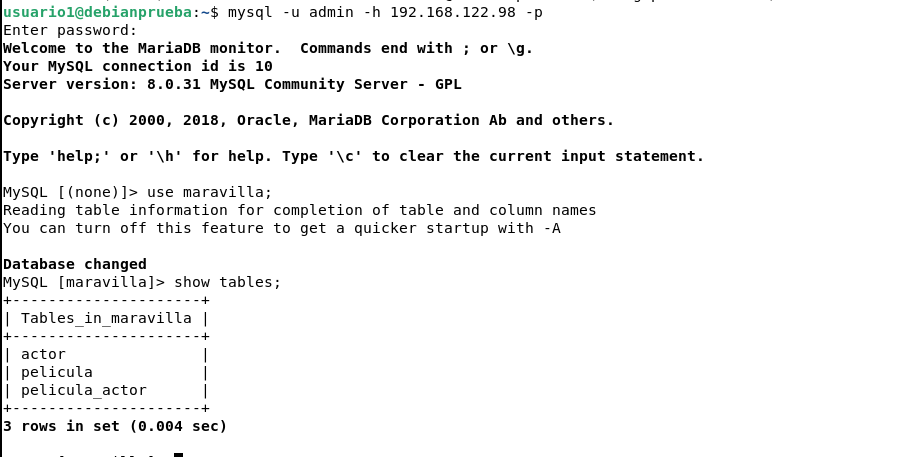 usuario1@debianprueba:~$ mysql -u admin -h 192.168.122.98 -p
Enter password:
Welcome to the MariaDB monitor.  Commands end with ; or \g.
Your MySQL connection id is 10
Server version: 8.0.31 MySQL Community Server - GPL

Copyright (c) 2000, 2018, Oracle, MariaDB Corporation Ab and others.

Type 'help;' or '\h' for help. Type '\c' to clear the current input statement.

MySQL [(none)]> use maravilla;
Reading table information for completion of table and column names
You can turn off this feature to get a quicker startup with -A

Database changed
MySQL [maravilla]> show tables;
+---------------------+
| Tables_in_maravilla |
+---------------------+
| actor               |
| pelicula            |
| pelicula_actor      |
+---------------------+
3 rows in set (0.004 sec)